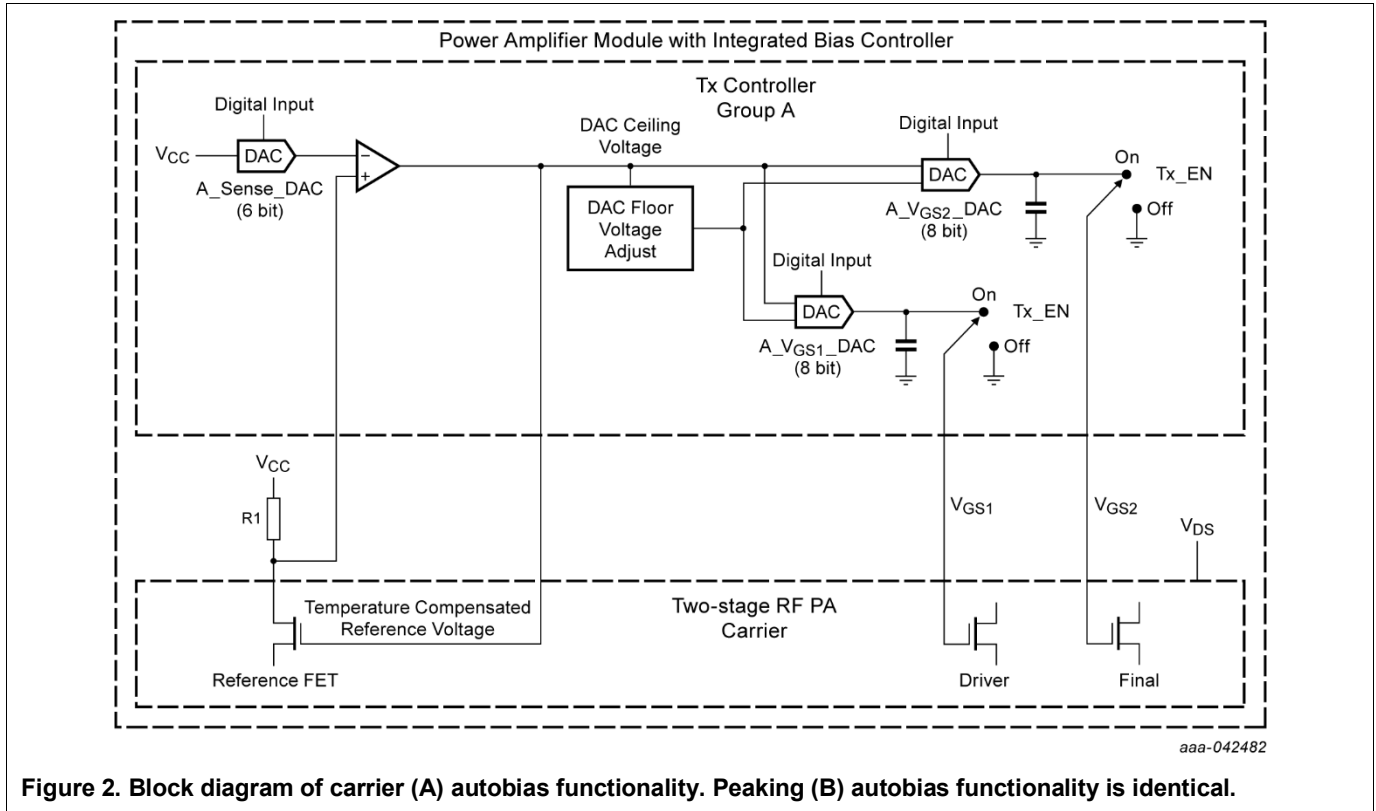 Power Amplifier Module with Integrated Bias Controller
Tx Controller
Group A
Digital Input
VCC
DAC
A_Sense_DAC
(6 bit)
−
+
DAC Ceiling
Voltage
DAC Floor
Voltage
Adjust
Digital Input
DAC
A_VGS2_DAC
(8 bit)
On
Tx_EN
Off
Digital Input
DAC
A_VGS1_DAC
(8 bit)
On
Tx_EN
Off
VCC
R1
VGS1
VGS2
VDS
Temperature Compensated
Reference Voltage
Two-stage RF PA
Carrier
Reference FET
Driver
Final
aaa-042482
Figure 2. Block diagram of carrier (A) autobias functionality. Peaking (B) autobias functionality is identical.